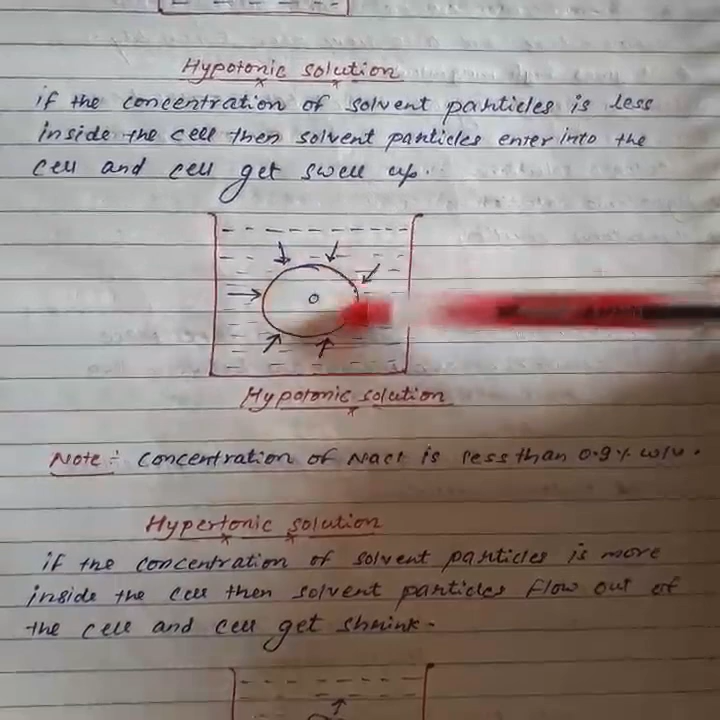 Hypotonic solution
if the concentration of solvent particles is less
inside the cell then solvent particles enter into the
cell and cell get swell up.
Hypotonic solution
Note:- Concentration of NaCl is less than 0.9% w/v.
Hypertonic solution
if the concentration of solvent particles is more
inside the cell then solvent particles flow out of
the cell and cell get shrink.